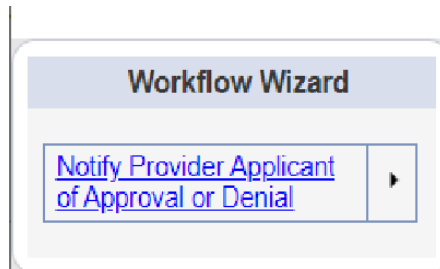 Workflow Wizard
Notify Provider Applicant
of Approval or Denial